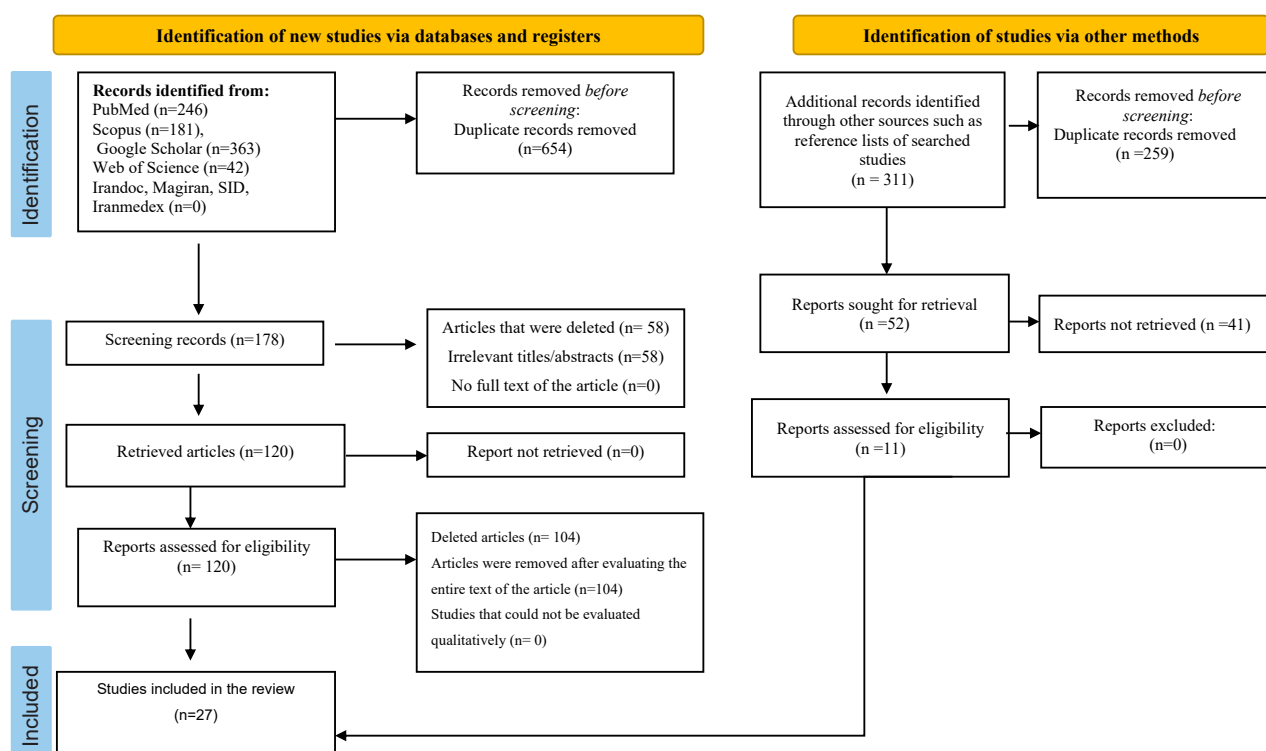 Identification of new studies via databases and registers
Identification of studies via other methods
Identification
Records identified from:
PubMed (n=246)
Scopus (n=181),
Google Scholar (n=363)
Web of Science (n=42)
Irandoc, Magiran, SID,
Iranmedex (n=0)
Records removed before
screening:
Duplicate records removed
(n=654)
Additional records identified
through other sources such as
reference lists of searched
studies
(n = 311)
Records removed before
screening:
Duplicate records removed
(n =259)
Screening
Screening records (n=178)
Articles that were deleted (n= 58)
Irrelevant titles/abstracts (n=58)
No full text of the article (n=0)
Reports sought for retrieval
(n =52)
Reports not retrieved (n =41)
Retrieved articles (n=120)
Report not retrieved (n=0)
Reports assessed for eligibility
(n =11)
Reports excluded:
(n=0)
Reports assessed for eligibility
(n= 120)
Deleted articles (n= 104)
Articles were removed after evaluating the
entire text of the article (n=104)
Studies that could not be evaluated
qualitatively (n= 0)
Included
Studies included in the review
(n=27)